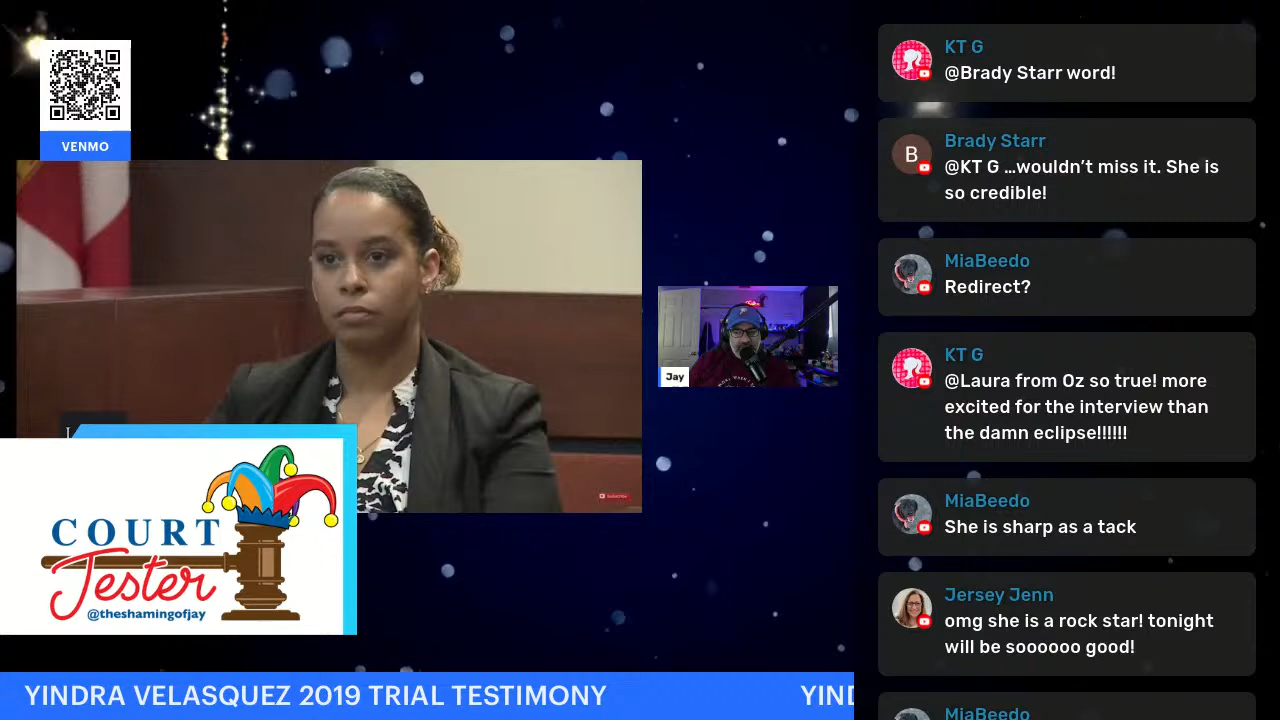 VENMO
Jay
COURT
Jester
@theshamingofjay
YINDRA VELASQUEZ 2019 TRIAL TESTIMONY
YIND
KT G
@Brady Starr word!
B
Brady Starr
@KT G …wouldn’t miss it. She is
so credible!
MiaBeedo
Redirect?
KT G
@Laura from Oz so true! more
excited for the interview than
the damn eclipse!!!!!!
MiaBeedo
She is sharp as a tack
Jersey Jenn
omg she is a rock star! tonight
will be soooooo good!
MiaBeedo